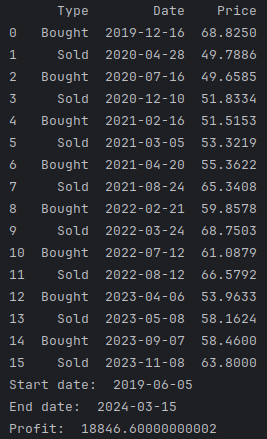 Type Date Price
0 Bought 2019-12-16 68.8250
1 Sold 2020-04-28 49.7886
2 Bought 2020-07-16 49.6585
3 Sold 2020-12-10 51.8334
4 Bought 2021-02-16 51.5153
5 Sold 2021-03-05 53.3219
6 Bought 2021-04-20 55.3622
7 Sold 2021-08-24 65.3408
8 Bought 2022-02-21 59.8578
9 Sold 2022-03-24 68.7503
10 Bought 2022-07-12 61.0879
11 Sold 2022-08-12 66.5792
12 Bought 2023-04-06 53.9633
13 Sold 2023-05-08 58.1624
14 Bought 2023-09-07 58.4600
15 Sold 2023-11-08 63.8000
Start date: 2019-06-05
End date: 2024-03-15
Profit: 18846.60000000002